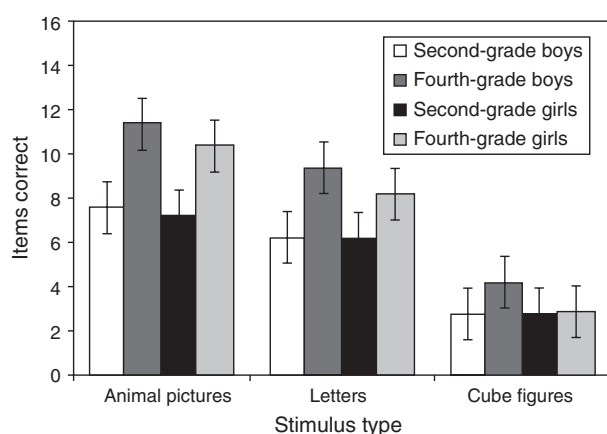 16
14
12
10
8
6
4
2
0
Items correct
Second-grade boys
Fourth-grade boys
Second-grade girls
Fourth-grade girls
Animal pictures
Letters
Cube figures
Stimulus type